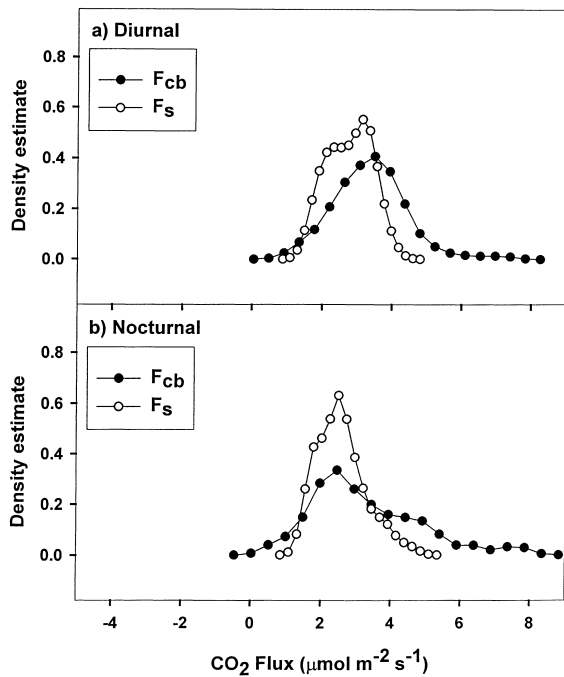 a) Diurnal
F_cb
F_s
Density estimate
0.8
0.6
0.4
0.2
0.0
b) Nocturnal
F_cb
F_s
Density estimate
0.8
0.6
0.4
0.2
0.0
-4 -2 0 2 4 6 8
CO₂ Flux (μmol m⁻² s⁻¹)